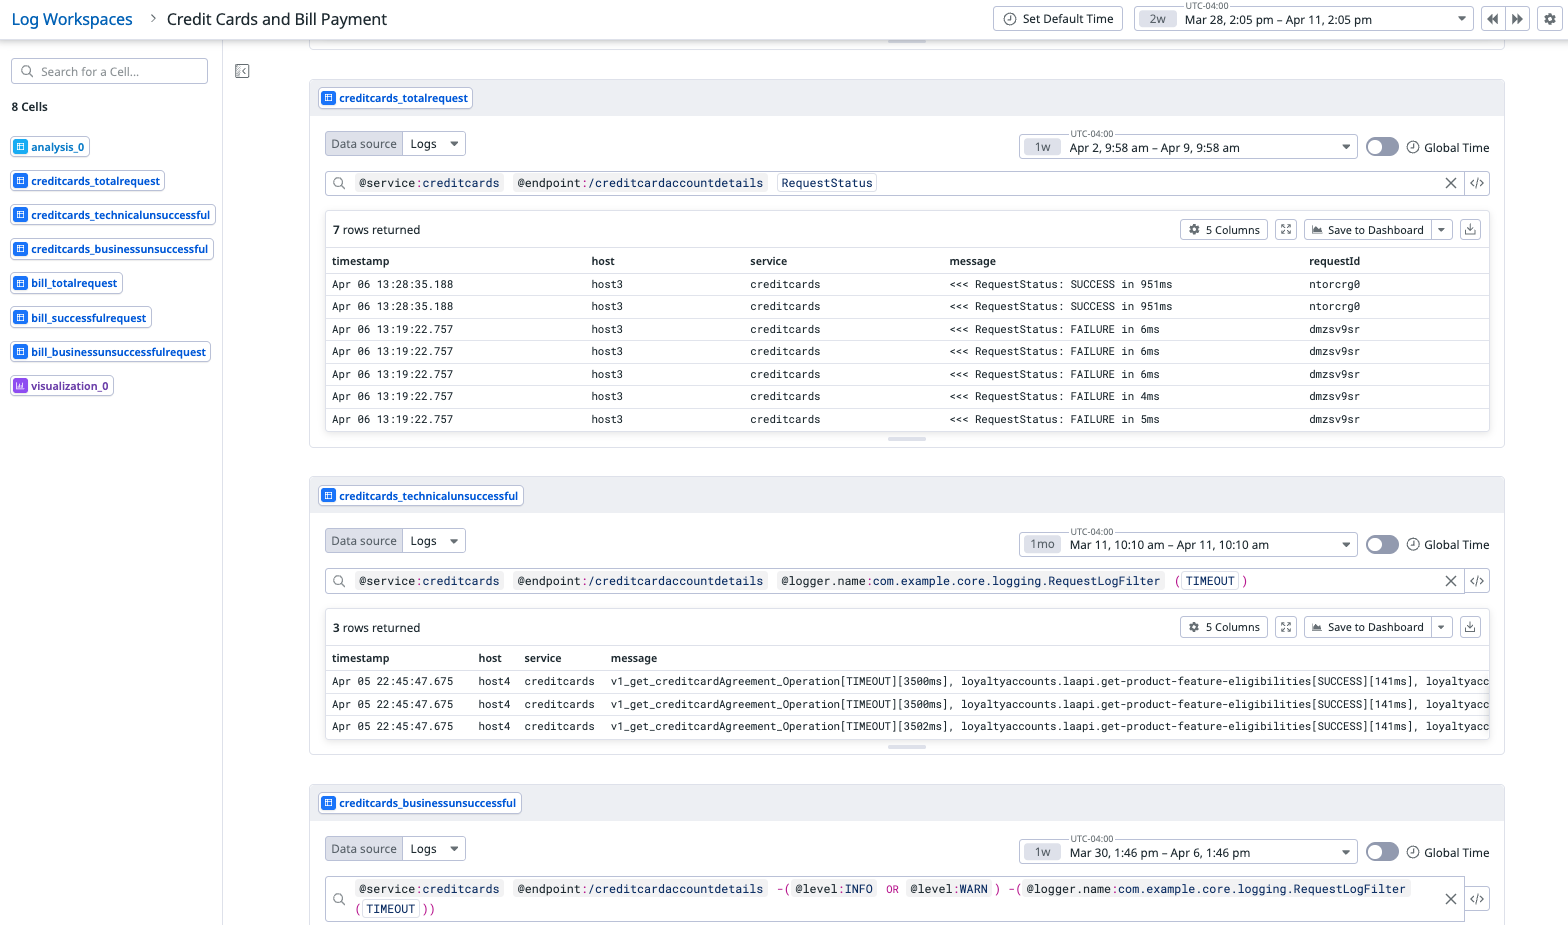 Log Workspaces > Credit Cards and Bill Payment
Set Default Time
UTC-04:00
2w Mar 28, 2:05 pm – Apr 11, 2:05 pm
Search for a Cell...
8 Cells
analysis_0
creditcards_totalrequest
creditcards_technicalunsuccessful
creditcards_businessunsuccessful
bill_totalrequest
bill_successfulrequest
bill_businessunsuccessfulrequest
visualization_0
creditcards_totalrequest
Data source Logs
UTC-04:00
1w Apr 2, 9:58 am – Apr 9, 9:58 am
Global Time
@service:creditcards @endpoint:/creditcardaccountdetails RequestStatus
</>
7 rows returned
5 Columns
Save to Dashboard
timestamp host service message requestId
Apr 06 13:28:35.188 host3 creditcards <<< RequestStatus: SUCCESS in 951ms ntorcrg0
Apr 06 13:28:35.188 host3 creditcards <<< RequestStatus: SUCCESS in 951ms ntorcrg0
Apr 06 13:19:22.757 host3 creditcards <<< RequestStatus: FAILURE in 6ms dmzsv9sr
Apr 06 13:19:22.757 host3 creditcards <<< RequestStatus: FAILURE in 6ms dmzsv9sr
Apr 06 13:19:22.757 host3 creditcards <<< RequestStatus: FAILURE in 6ms dmzsv9sr
Apr 06 13:19:22.757 host3 creditcards <<< RequestStatus: FAILURE in 4ms dmzsv9sr
Apr 06 13:19:22.757 host3 creditcards <<< RequestStatus: FAILURE in 5ms dmzsv9sr
creditcards_technicalunsuccessful
Data source Logs
UTC-04:00
1mo Mar 11, 10:10 am – Apr 11, 10:10 am
Global Time
@service:creditcards @endpoint:/creditcardaccountdetails @logger.name:com.example.core.logging.RequestLogFilter (TIMEOUT)
</>
3 rows returned
5 Columns
Save to Dashboard
timestamp host service message
Apr 05 22:45:47.675 host4 creditcards v1_get_creditcardAgreement_Operation[TIMEOUT][3500ms], loyaltyaccounts.laapi.get-product-feature-eligibilities[SUCCESS][141ms], loyaltyacc
Apr 05 22:45:47.675 host4 creditcards v1_get_creditcardAgreement_Operation[TIMEOUT][3500ms], loyaltyaccounts.laapi.get-product-feature-eligibilities[SUCCESS][141ms], loyaltyacc
Apr 05 22:45:47.675 host4 creditcards v1_get_creditcardAgreement_Operation[TIMEOUT][3502ms], loyaltyaccounts.laapi.get-product-feature-eligibilities[SUCCESS][141ms], loyaltyacc
creditcards_businessunsuccessful
Data source Logs
UTC-04:00
1w Mar 30, 1:46 pm – Apr 6, 1:46 pm
Global Time
@service:creditcards @endpoint:/creditcardaccountdetails -(@level:INFO OR @level:WARN) -(@logger.name:com.example.core.logging.RequestLogFilter
(TIMEOUT))
</>